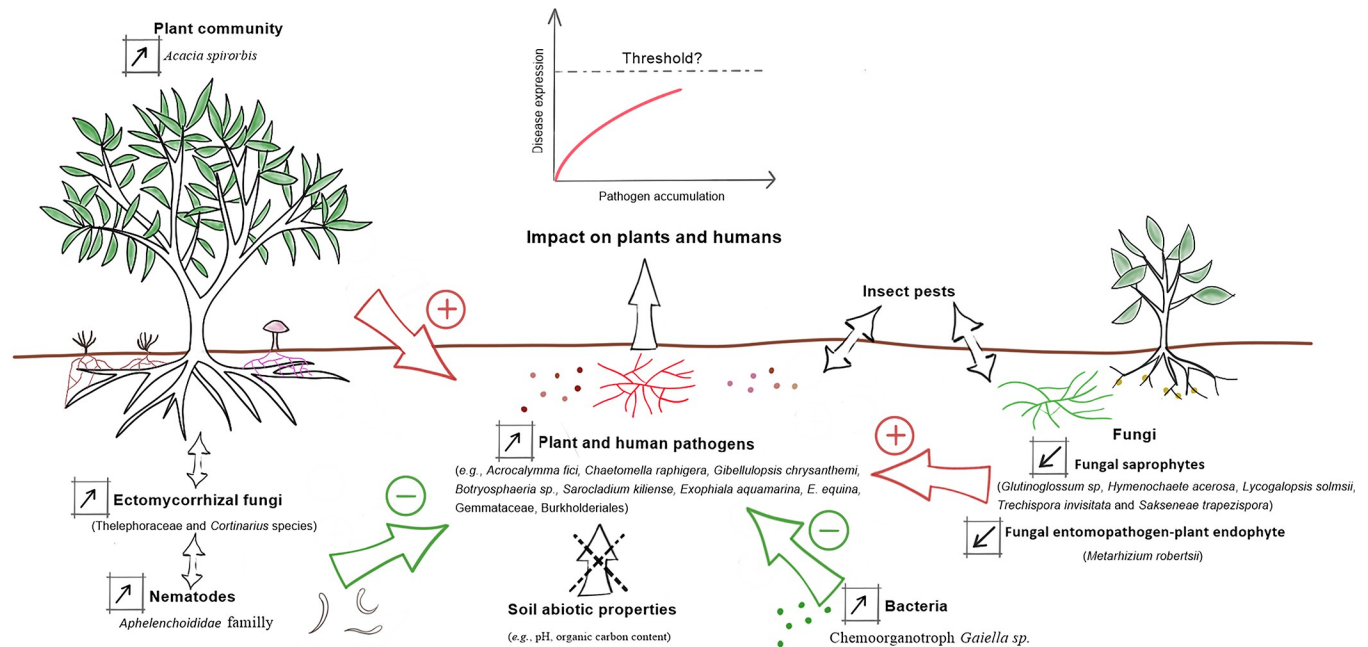 Plant community
Acacia spirorbis
Disease expression
Threshold?
Pathogen accumulation
Impact on plants and humans
Insect pests
+
+
Plant and human pathogens
(e.g., Acrocalymma fici, Chaetomella raphigera, Gibellulopsis chrysanthemi,
Botryosphaeria sp., Sarocladium kiliense, Exophiala aquamarina, E. equina,
Gemmataceae, Burkholderiales)
Fungi
Fungal saprophytes
(Glutinoglossum sp, Hymenochaete acerosa, Lycogalopsis solmsii,
Trechispora invisitata and Sakseneae trapezispora)
Fungal entomopathogen-plant endophyte
(Metarhizium robertsii)
Ectomycorrhizal fungi
(Thelephoraceae and Cortinarius species)
−
−
Nematodes
Aphelenchoididae familly
Soil abiotic properties
(e.g., pH, organic carbon content)
Bacteria
Chemoorganotroph Gaiella sp.